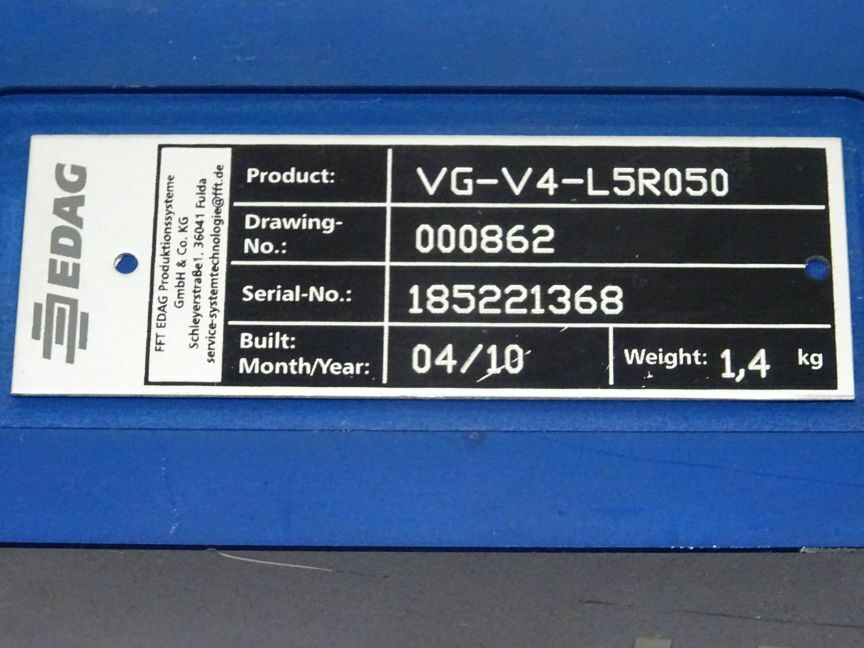 EDAG
FFT EDAG Produktionssysteme
GmbH & Co. KG
Schleyerstraße1, 36041 Fulda
service-systemtechnologie@fft.de
Product: VG-V4-L5R050
Drawing-
No.: 000862
Serial-No.: 185221368
Built:
Month/Year: 04/10 Weight: 1,4 kg